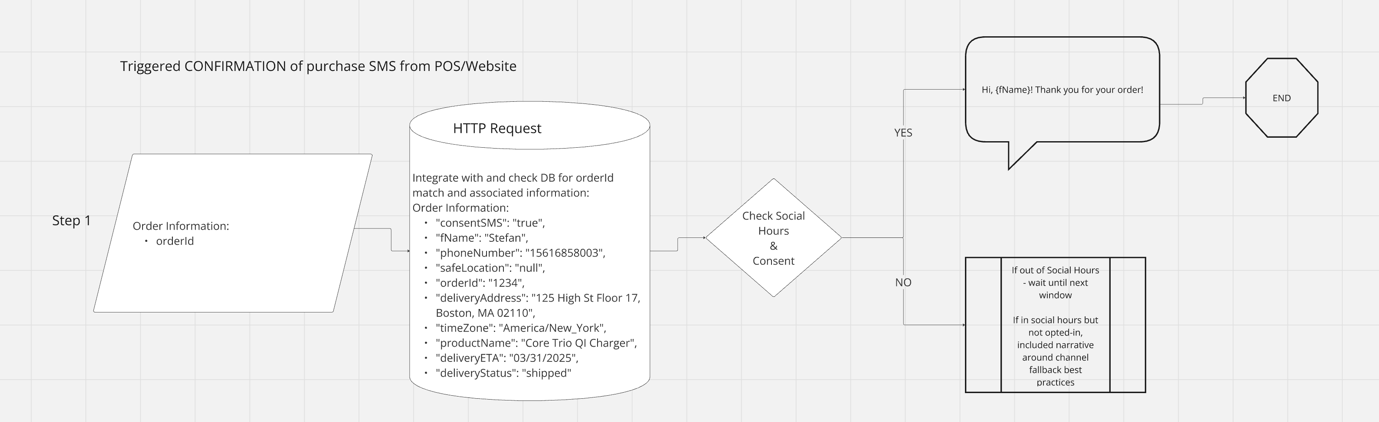 Triggered CONFIRMATION of purchase SMS from POS/Website
Step 1
Order Information:
• orderId
HTTP Request
Integrate with and check DB for orderId
match and associated information:
Order Information:
• "consentSMS": "true",
• "fName": "Stefan",
• "phoneNumber": "15616858003",
• "safeLocation": "null",
• "orderId": "1234",
• "deliveryAddress": "125 High St Floor 17,
Boston, MA 02110",
• "timeZone": "America/New_York",
• "productName": "Core Trio QI Charger",
• "deliveryETA": "03/31/2025",
• "deliveryStatus": "shipped"
Check Social
Hours
&
Consent
YES
Hi, {fName}! Thank you for your order!
END
NO
If out of Social Hours
- wait until next
window
If in social hours but
not opted-in,
included narrative
around channel
fallback best
practices